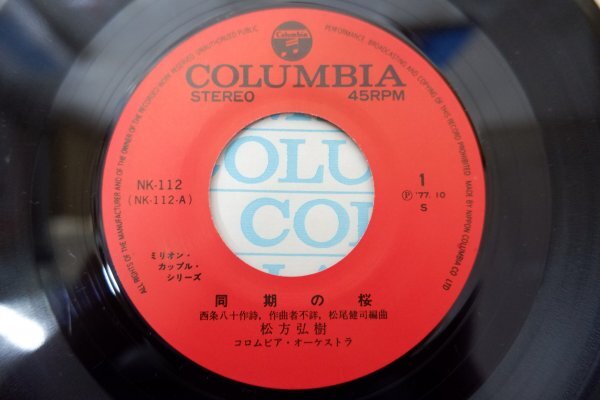 ALL RIGHTS OF THE MANUFACTURER AND OF THE OWNER OF THE RECORDED WORK RESERVED. UNAUTHORIZED PUBLIC PERFORMANCE, BROADCASTING AND COPYING OF THIS RECORD PROHIBITED. MADE BY NIPPON COLUMBIA CO. LTD
Columbia
COLUMBIA
STEREO 45RPM
NK-112
(NK-112-A)
1
Ⓟ '77. 10
S
OLU
COL
ミリオン・
カップル・
シリーズ
同期の桜
西条八十作詩，作曲者不詳，松尾健司編曲
松方弘樹
コロムビア・オーケストラ